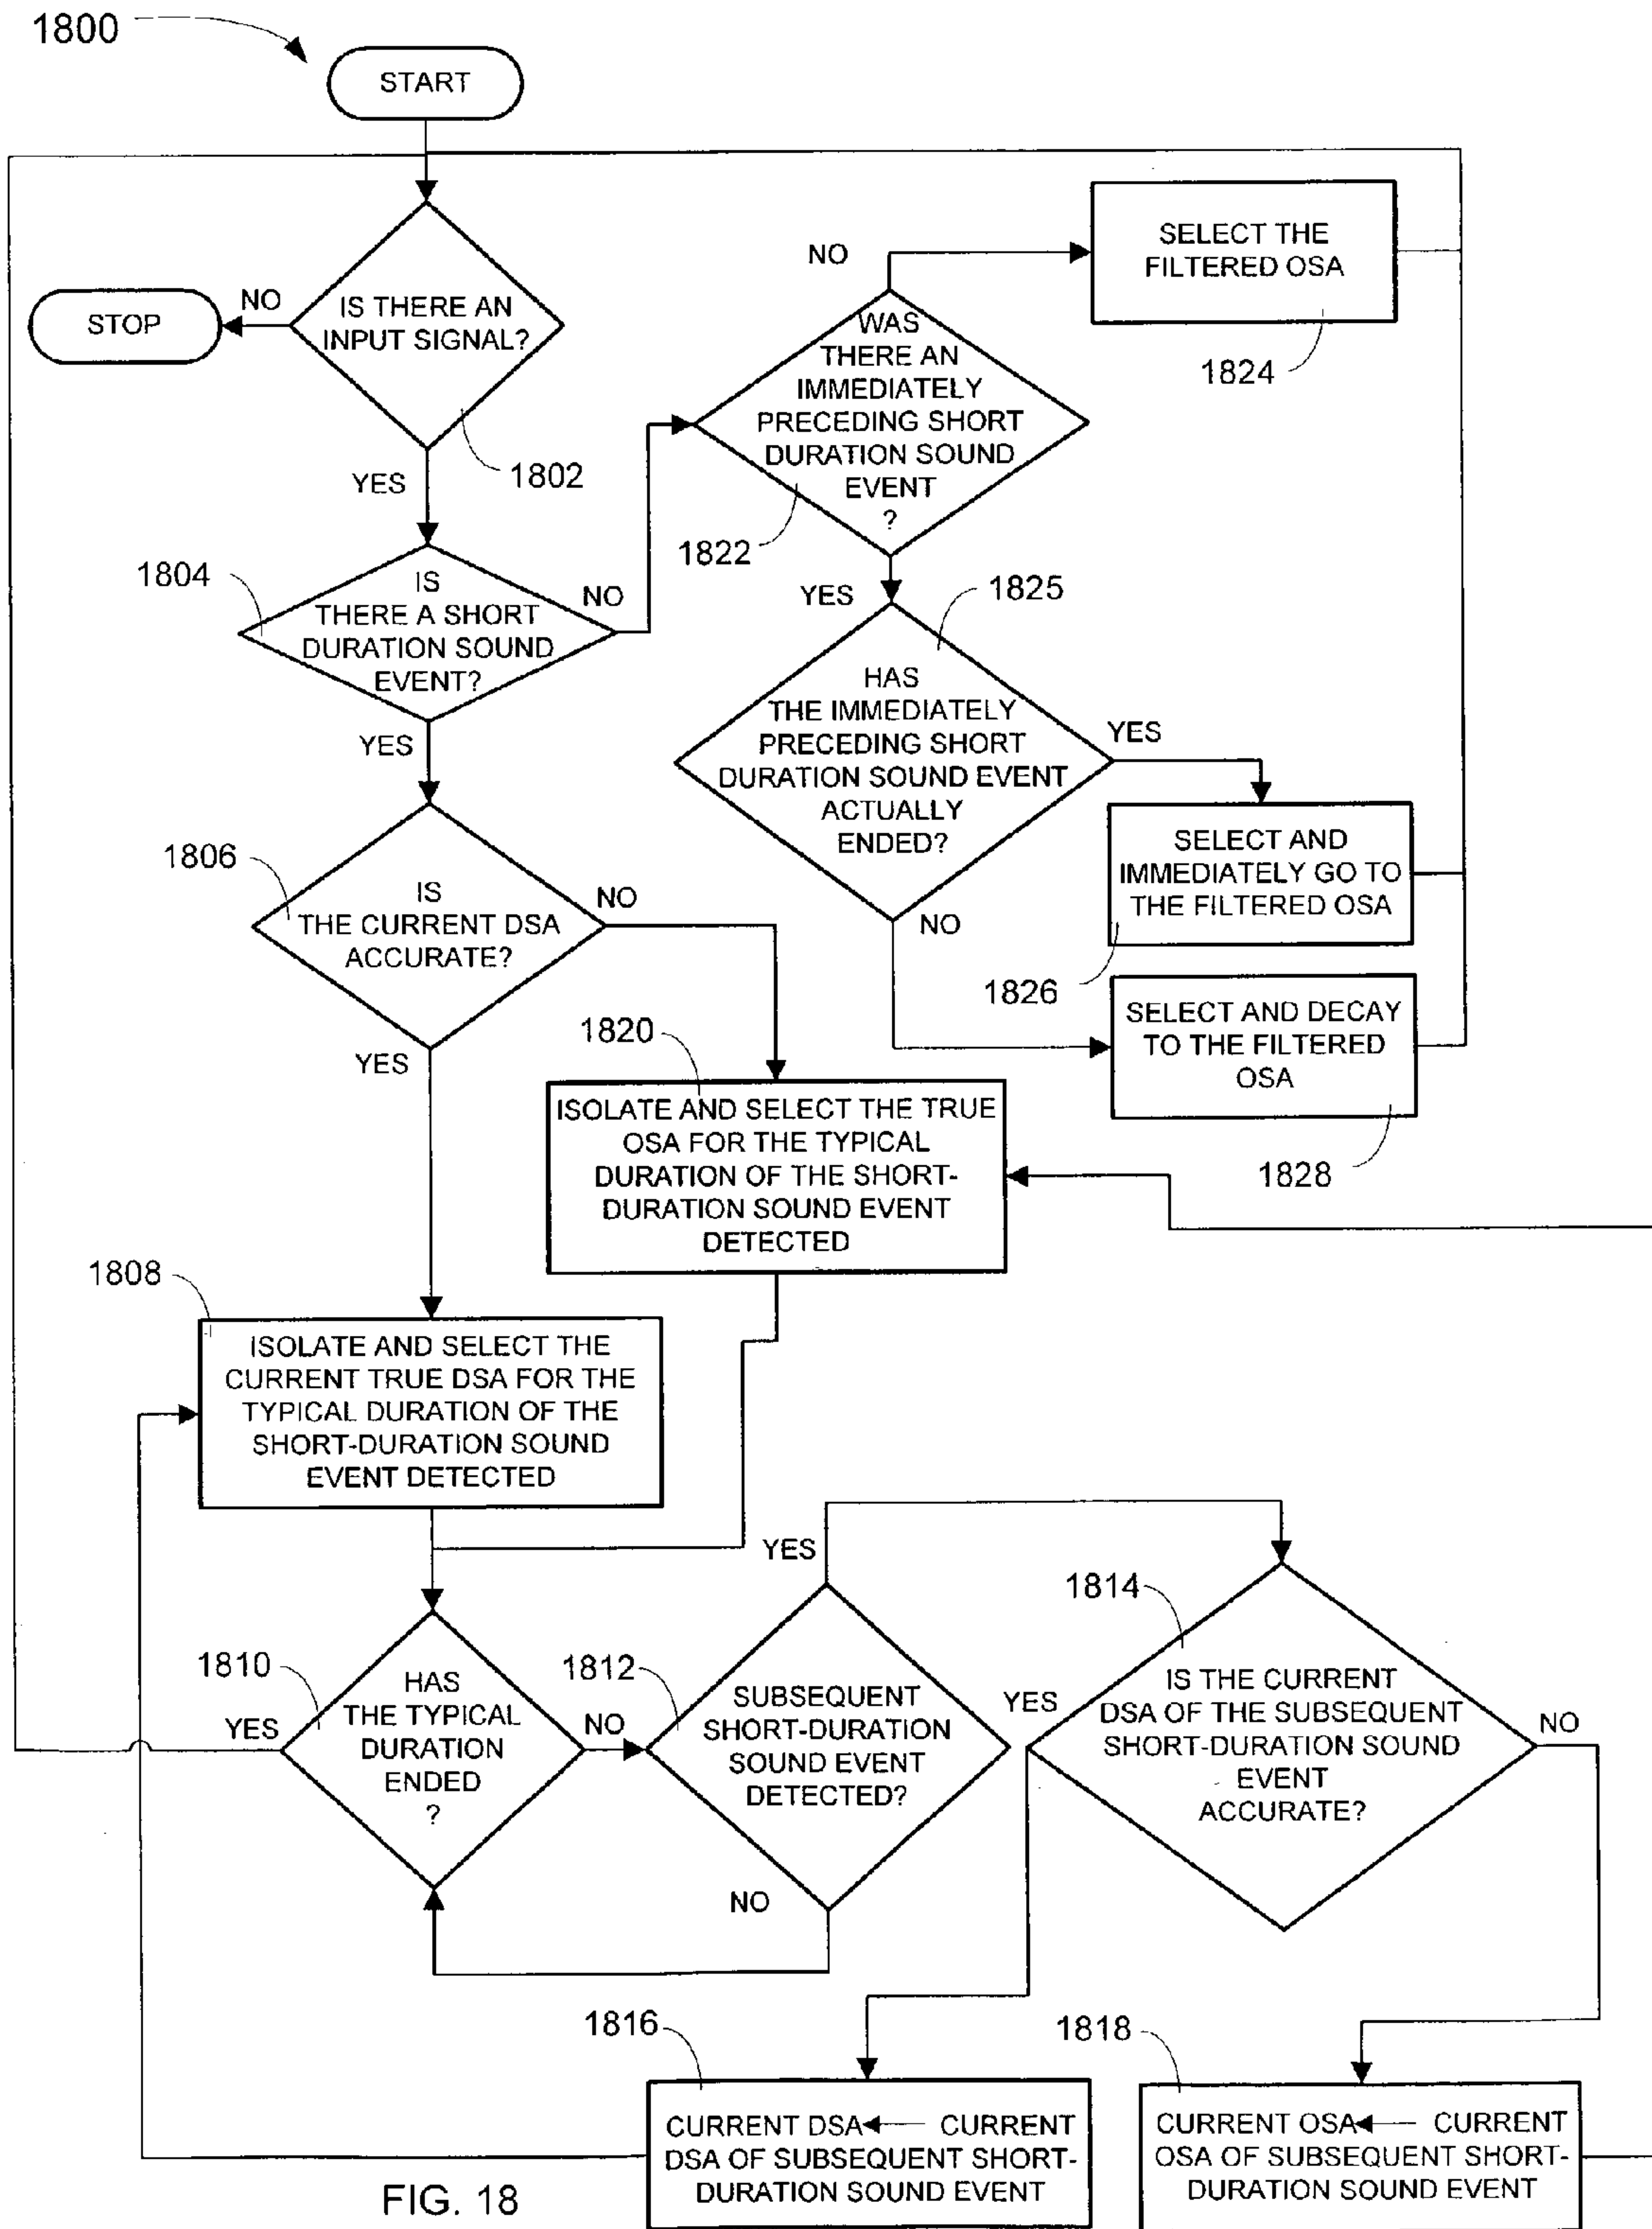 1800
START
NO
STOP
IS THERE AN
INPUT SIGNAL?
1802
YES
1804
IS
THERE A SHORT
DURATION SOUND
EVENT?
NO
YES
NO
SELECT THE
FILTERED OSA
1824
WAS
THERE AN
IMMEDIATELY
PRECEDING SHORT
DURATION SOUND
EVENT
?
1822
YES
1825
HAS
THE IMMEDIATELY
PRECEDING SHORT
DURATION SOUND EVENT
ACTUALLY
ENDED?
YES
SELECT AND
IMMEDIATELY GO TO
THE FILTERED OSA
1826
NO
SELECT AND DECAY
TO THE FILTERED
OSA
1828
1806
IS
THE CURRENT DSA
ACCURATE?
NO
YES
1820
ISOLATE AND SELECT THE TRUE
OSA FOR THE TYPICAL
DURATION OF THE SHORT-
DURATION SOUND EVENT
DETECTED
1808
ISOLATE AND SELECT THE
CURRENT TRUE DSA FOR THE
TYPICAL DURATION OF THE
SHORT-DURATION SOUND
EVENT DETECTED
1810
HAS
THE TYPICAL
DURATION
ENDED
?
YES
NO
1812
YES
SUBSEQUENT
SHORT-DURATION
SOUND EVENT
DETECTED?
NO
1814
YES
IS THE CURRENT
DSA OF THE SUBSEQUENT
SHORT-DURATION SOUND
EVENT
ACCURATE?
NO
1816
CURRENT DSA ← CURRENT
DSA OF SUBSEQUENT SHORT-
DURATION SOUND EVENT
1818
CURRENT OSA ← CURRENT
OSA OF SUBSEQUENT SHORT-
DURATION SOUND EVENT
FIG. 18